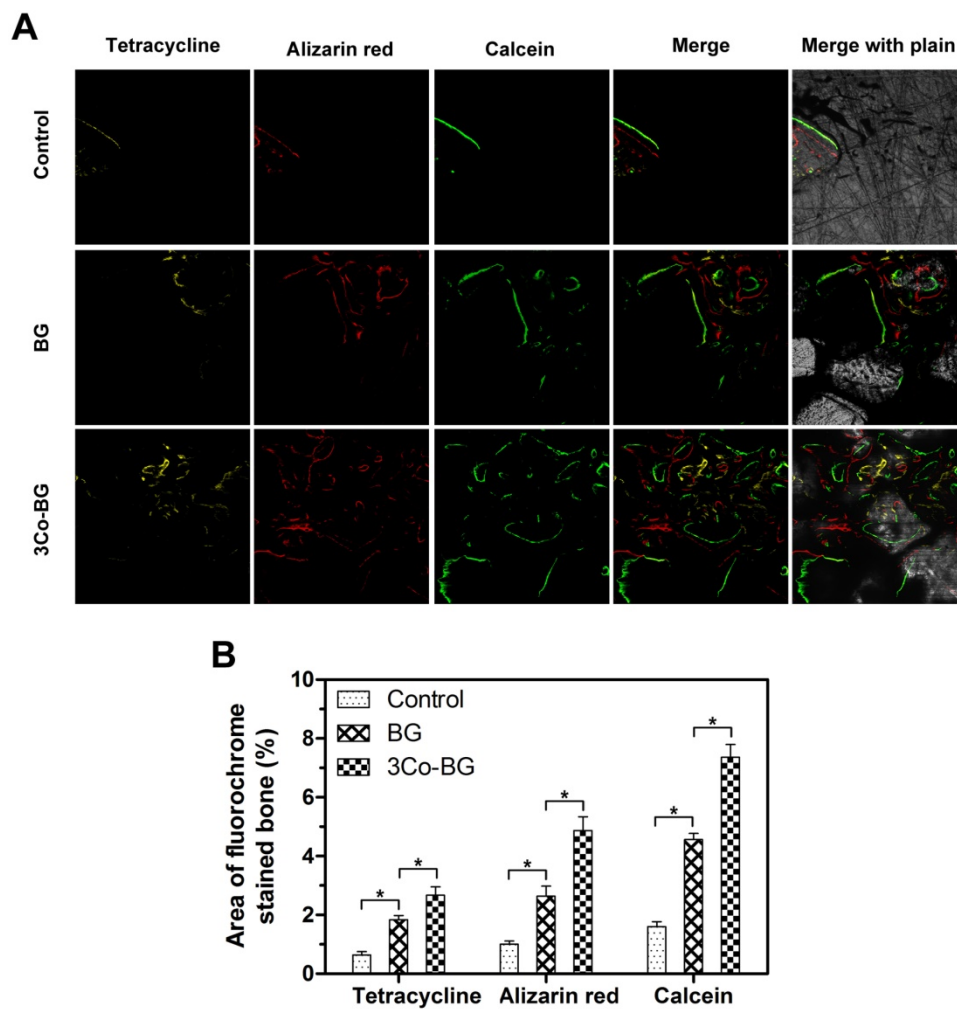 A
Tetracycline Alizarin red Calcein Merge Merge with plain
Control
BG
3Co-BG
B
Area of fluorochrome
stained bone (%)
10
8
6
4
2
0
Control
BG
3Co-BG
* * * * * *
Tetracycline Alizarin red Calcein